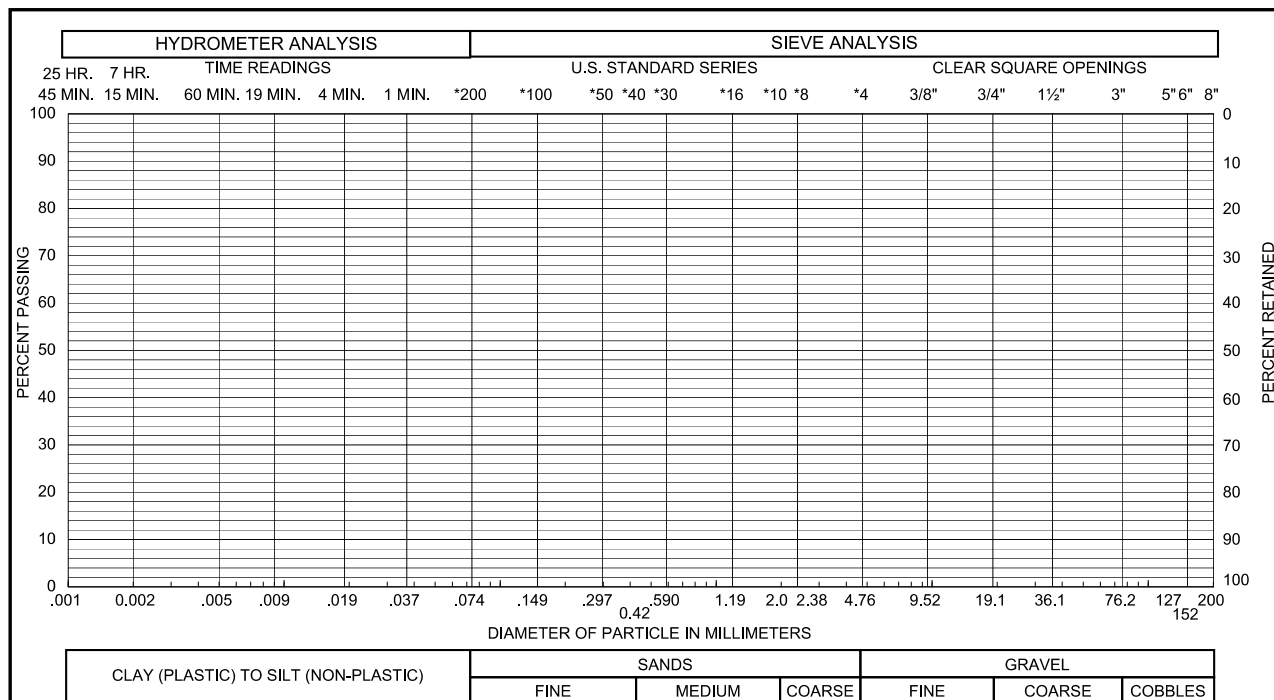 HYDROMETER ANALYSIS SIEVE ANALYSIS
25 HR. 7 HR. TIME READINGS U.S. STANDARD SERIES CLEAR SQUARE OPENINGS
45 MIN. 15 MIN. 60 MIN. 19 MIN. 4 MIN. 1 MIN. *200 *100 *50 *40 *30 *16 *10 *8 *4 3/8" 3/4" 1½" 3" 5" 6" 8"
100 0
90 10
80 20
70 30
60 40
50 50
40 60
30 70
20 80
10 90
0 100
PERCENT PASSING
PERCENT RETAINED
.001 0.002 .005 .009 .019 .037 .074 .149 .297 .590 1.19 2.0 2.38 4.76 9.52 19.1 36.1 76.2 127 200
0.42 152
DIAMETER OF PARTICLE IN MILLIMETERS
CLAY (PLASTIC) TO SILT (NON-PLASTIC) SANDS GRAVEL
FINE MEDIUM COARSE FINE COARSE COBBLES